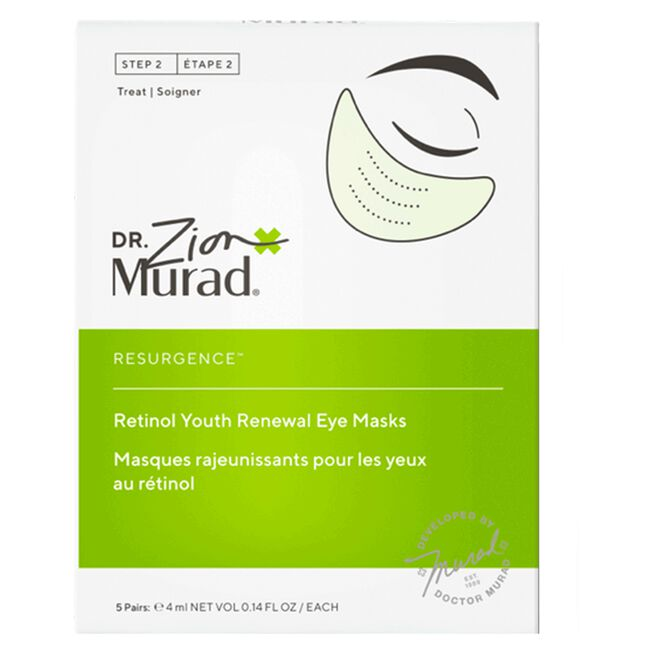 STEP 2 | ÉTAPE 2
Treat | Soigner
DR. Zion
Murad®
RESURGENCE™
Retinol Youth Renewal Eye Masks
Masques rajeunissants pour les yeux
au rétinol
DEVELOPED BY
Murad
EST.
DOCTOR MURAD
5 Pairs: ℮ 4 ml NET VOL 0.14 FL OZ / EACH